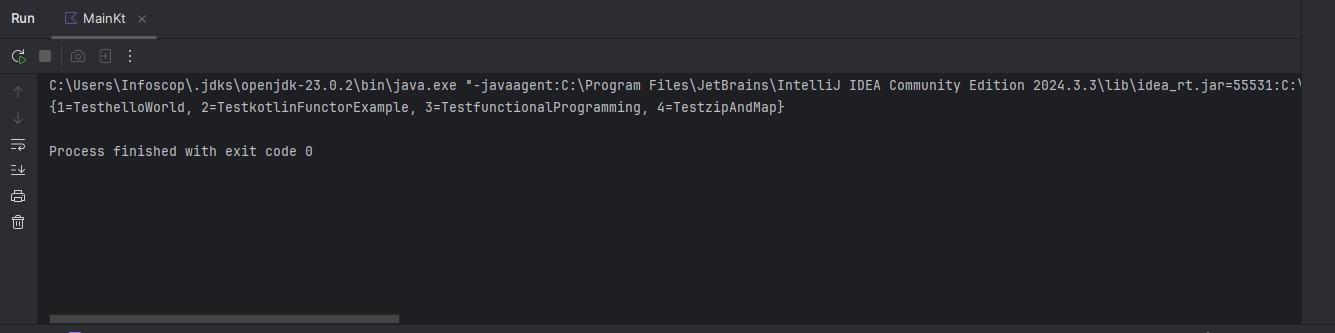 Run MainKt
C:\Users\Infoscop\.jdks\openjdk-23.0.2\bin\java.exe "-javaagent:C:\Program Files\JetBrains\IntelliJ IDEA Community Edition 2024.3.3\lib\idea_rt.jar=55531:C:\
{1=TesthelloWorld, 2=TestkotlinFunctorExample, 3=TestfunctionalProgramming, 4=TestzipAndMap}
Process finished with exit code 0